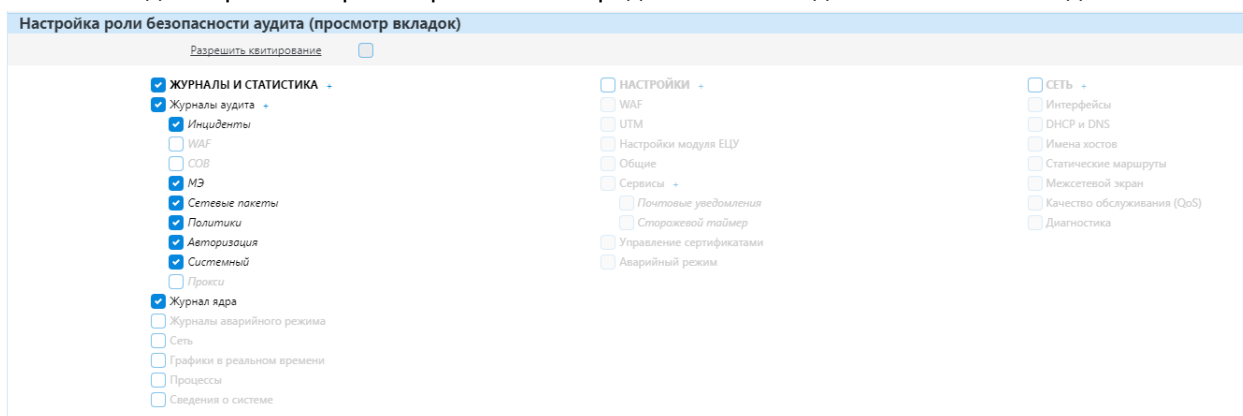 Настройка роли безопасности аудита (просмотр вкладок)
Разрешить квитирование
ЖУРНАЛЫ И СТАТИСТИКА +
Журналы аудита +
Инциденты
WAF
СОВ
МЭ
Сетевые пакеты
Политики
Авторизация
Системный
Прокси
Журнал ядра
Журналы аварийного режима
Сеть
Графики в реальном времени
Процессы
Сведения о системе
НАСТРОЙКИ +
WAF
UTM
Настройки модуля ЕЦУ
Общие
Сервисы +
Почтовые уведомления
Сторожевой таймер
Управление сертификатами
Аварийный режим
СЕТЬ +
Интерфейсы
DHCP и DNS
Имена хостов
Статические маршруты
Межсетевой экран
Качество обслуживания (QoS)
Диагностика